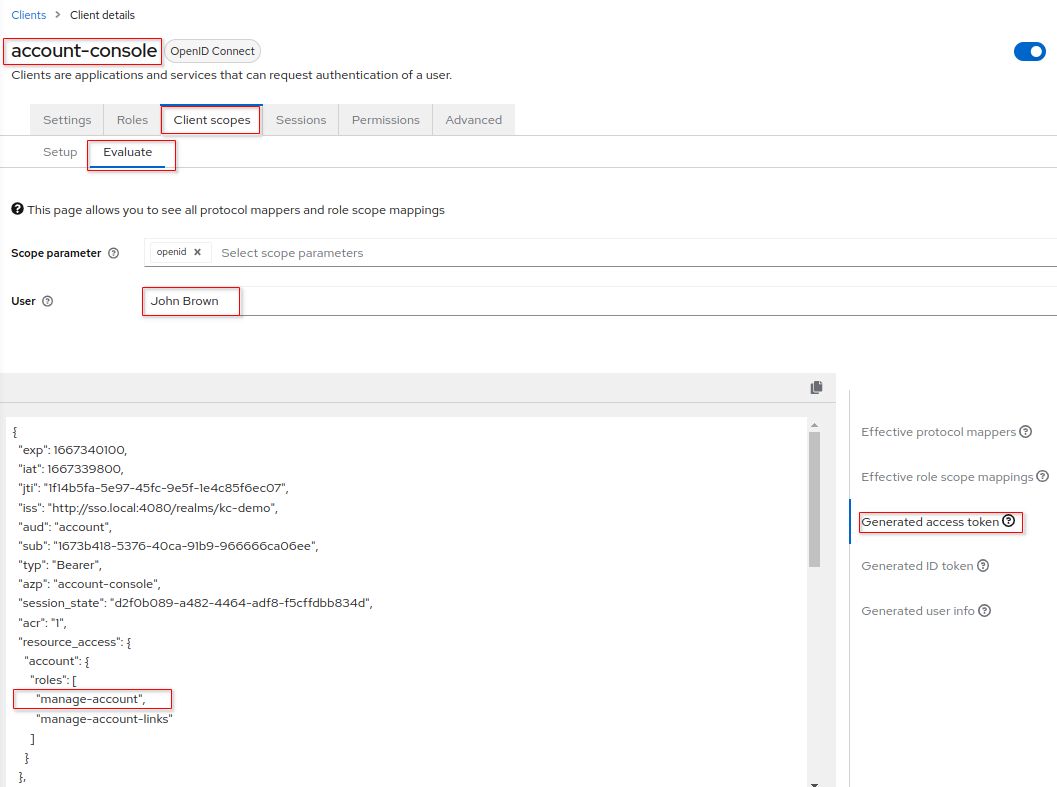 Clients > Client details
account-console OpenID Connect
Clients are applications and services that can request authentication of a user.
Settings Roles Client scopes Sessions Permissions Advanced
Setup Evaluate
This page allows you to see all protocol mappers and role scope mappings
Scope parameter openid × Select scope parameters
User John Brown
{
"exp": 1667340100,
"iat": 1667339800,
"jti": "1f14b5fa-5e97-45fc-9e5f-1e4c85f6ec07",
"iss": "http://sso.local:4080/realms/kc-demo",
"aud": "account",
"sub": "1673b418-5376-40ca-91b9-966666ca06ee",
"typ": "Bearer",
"azp": "account-console",
"session_state": "d2f0b089-a482-4464-adf8-f5cffdbb834d",
"acr": "1",
"resource_access": {
"account": {
"roles": [
"manage-account",
"manage-account-links"
]
}
},
Effective protocol mappers
Effective role scope mappings
Generated access token
Generated ID token
Generated user info